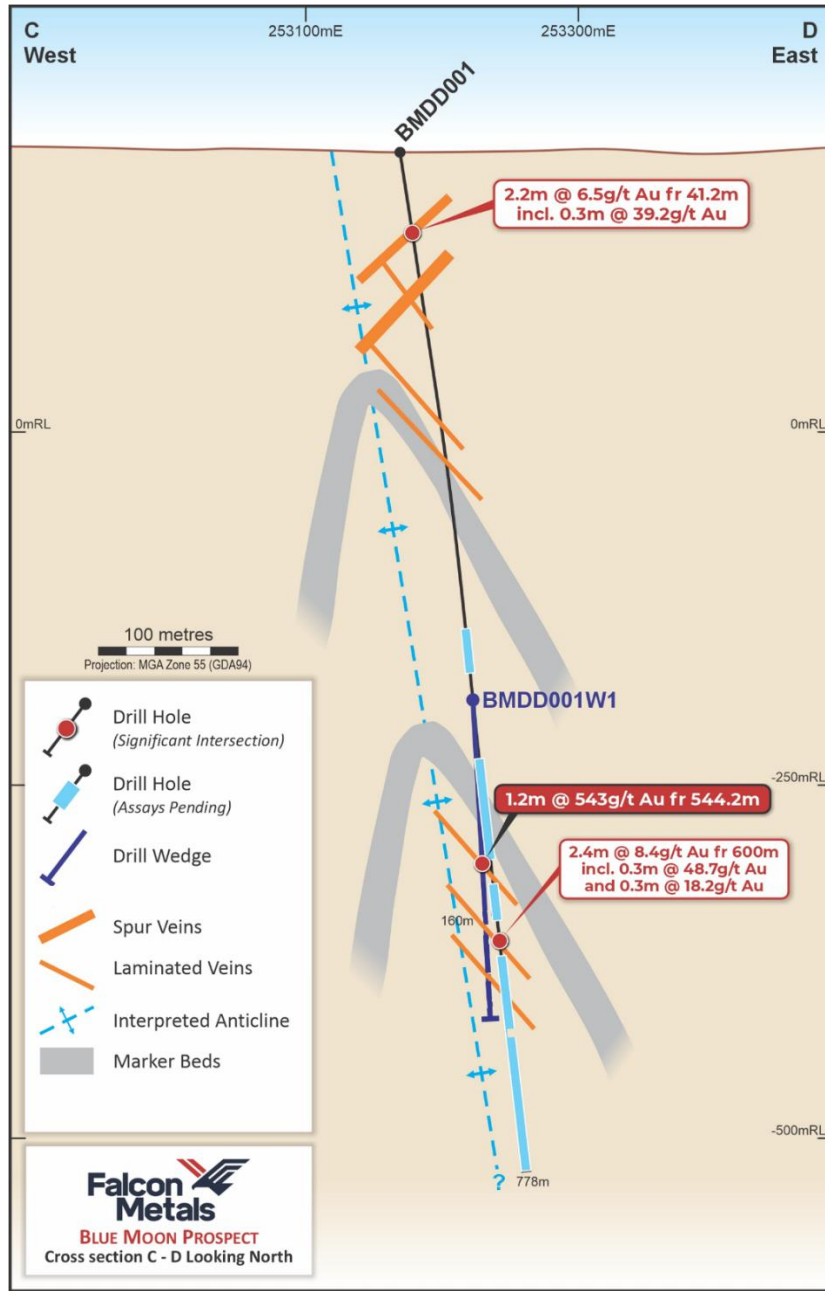 C
West
253100mE
253300mE
D
East
BMDD001
2.2m @ 6.5g/t Au fr 41.2m
incl. 0.3m @ 39.2g/t Au
0mRL
0mRL
100 metres
Projection: MGA Zone 55 (GDA94)
BMDD001W1
-250mRL
1.2m @ 543g/t Au fr 544.2m
2.4m @ 8.4g/t Au fr 600m
incl. 0.3m @ 48.7g/t Au
and 0.3m @ 18.2g/t Au
160m
-500mRL
778m
?
Drill Hole
(Significant Intersection)
Drill Hole
(Assays Pending)
Drill Wedge
Spur Veins
Laminated Veins
Interpreted Anticline
Marker Beds
Falcon
Metals
BLUE MOON PROSPECT
Cross section C - D Looking North